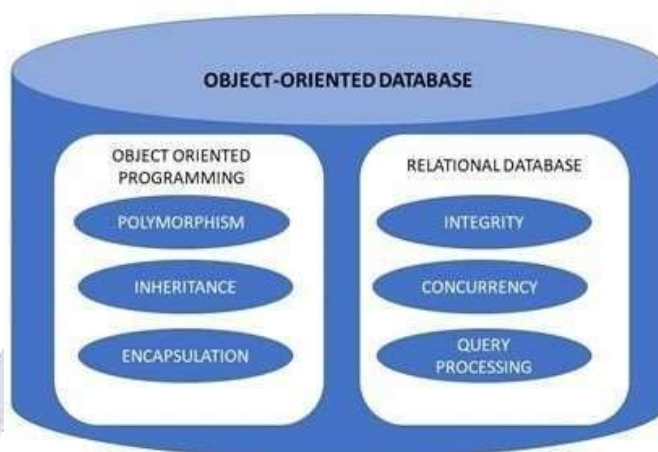 OBJECT-ORIENTED DATABASE
OBJECT ORIENTED
PROGRAMMING
POLYMORPHISM
INHERITANCE
ENCAPSULATION
RELATIONAL DATABASE
INTEGRITY
CONCURRENCY
QUERY
PROCESSING